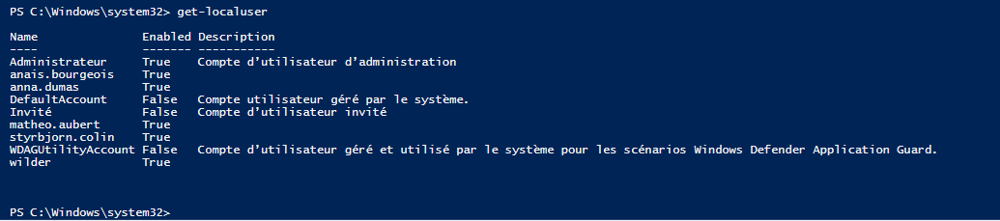 PS C:\Windows\system32> get-localuser
Name Enabled Description
---- ------- -----------
Administrateur True Compte d'utilisateur d'administration
anais.bourgeois True
anna.dumas True
DefaultAccount False Compte utilisateur géré par le système.
Invité False Compte d'utilisateur invité
matheo.aubert True
styrbjorn.colin True
WDAGUtilityAccount False Compte d'utilisateur géré et utilisé par le système pour les scénarios Windows Defender Application Guard.
wilder True
PS C:\Windows\system32>